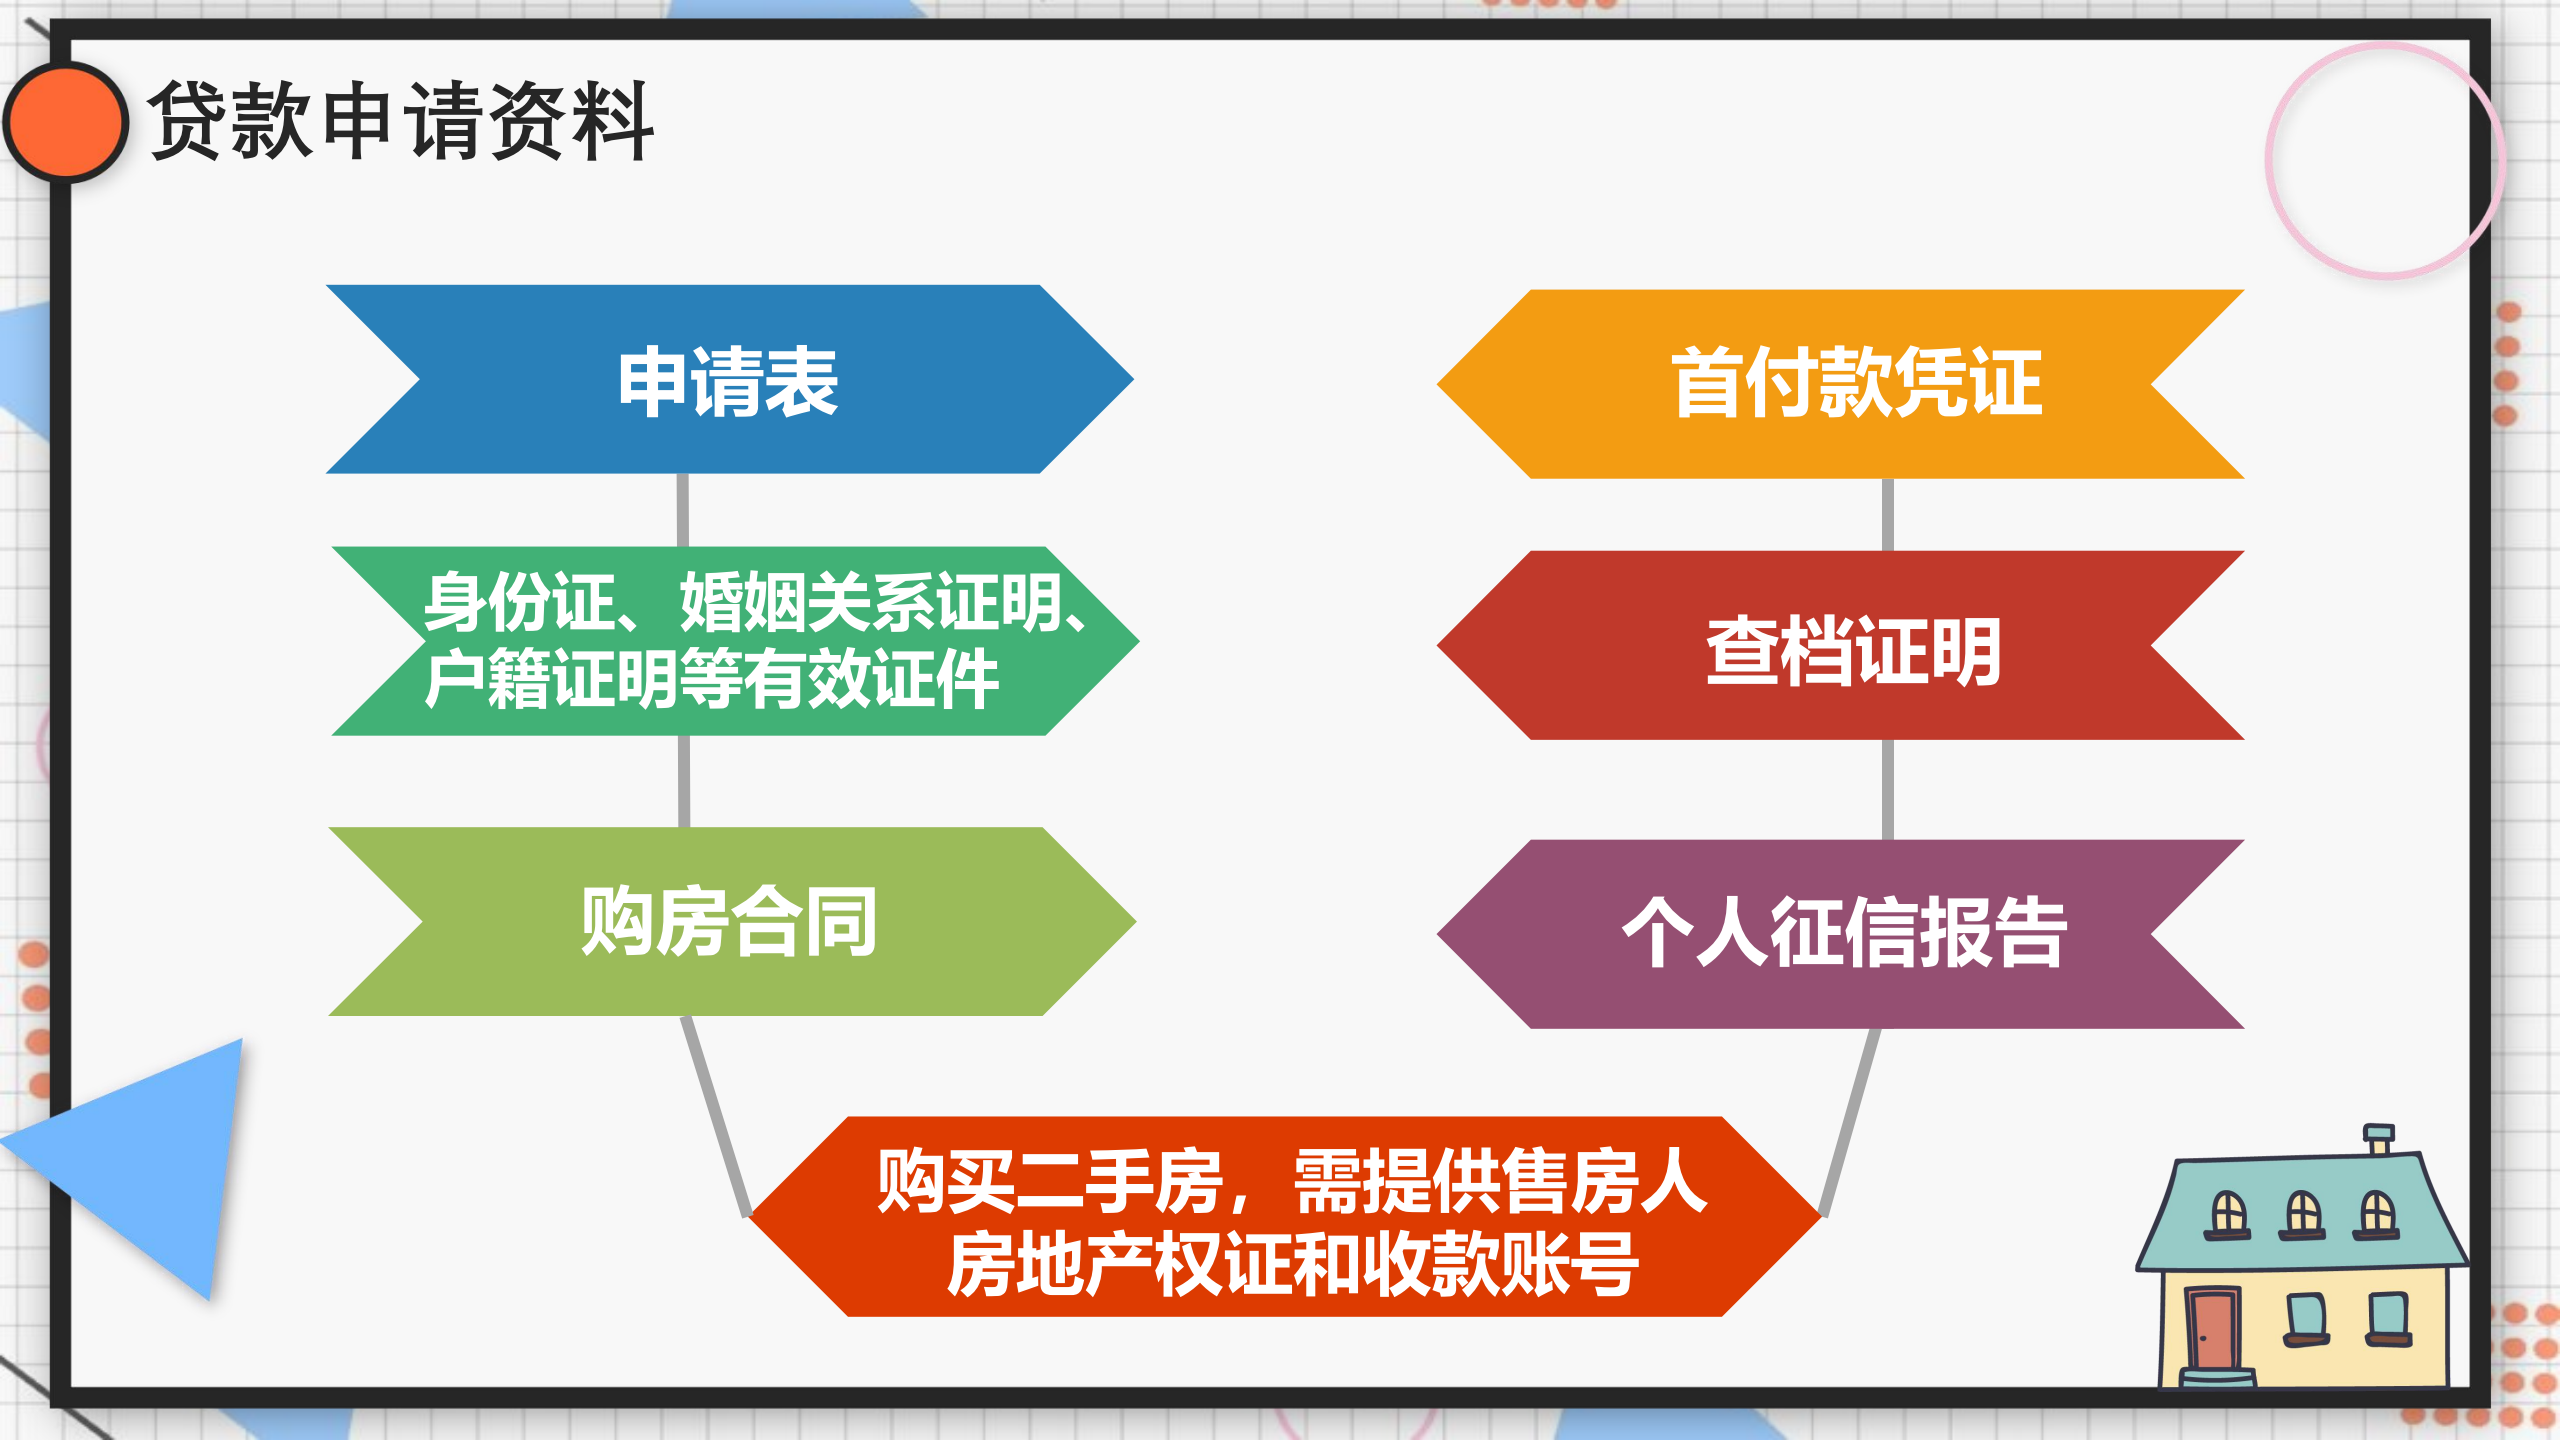 贷款申请资料
申请表
身份证、婚姻关系证明、
户籍证明等有效证件
购房合同
首付款凭证
查档证明
个人征信报告
购买二手房，需提供售房人
房地产权证和收款账号